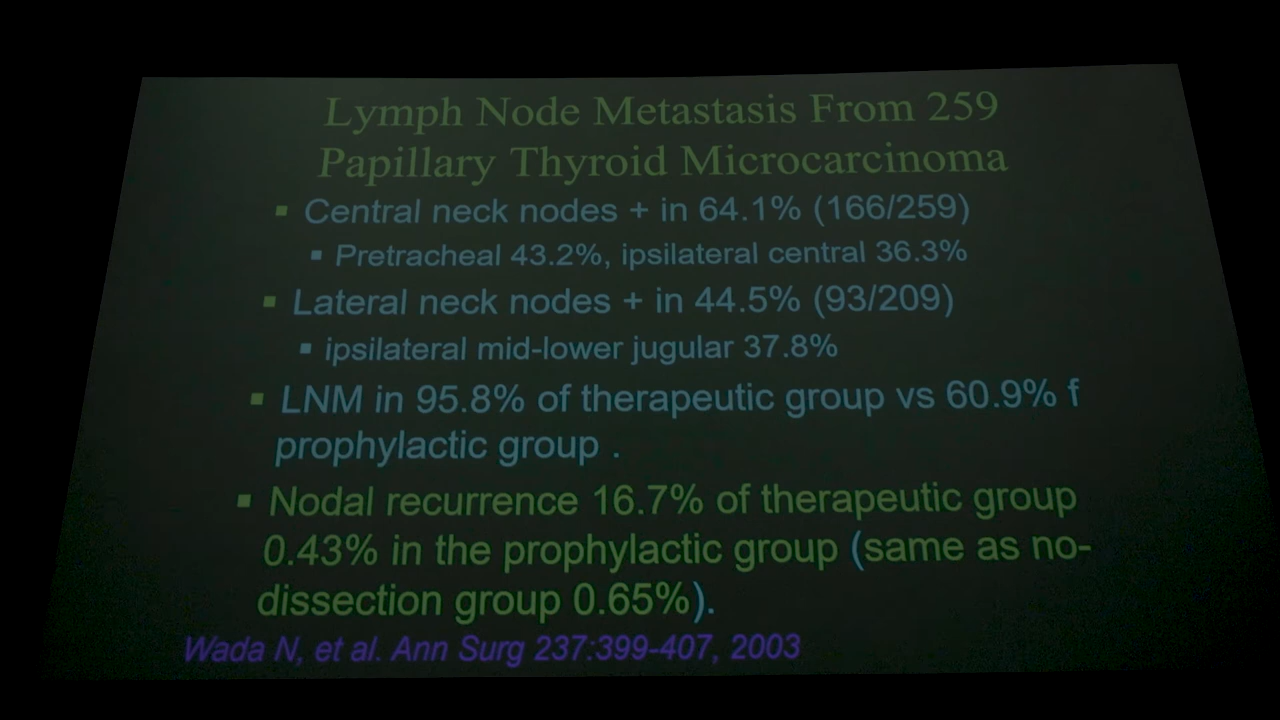 Lymph Node Metastasis From 259
Papillary Thyroid Microcarcinoma
▪ Central neck nodes + in 64.1% (166/259)
▪ Pretracheal 43.2%, ipsilateral central 36.3%
▪ Lateral neck nodes + in 44.5% (93/209)
▪ ipsilateral mid-lower jugular 37.8%
▪ LNM in 95.8% of therapeutic group vs 60.9% f
prophylactic group .
▪ Nodal recurrence 16.7% of therapeutic group
0.43% in the prophylactic group (same as no-
dissection group 0.65%).
Wada N, et al. Ann Surg 237:399-407, 2003